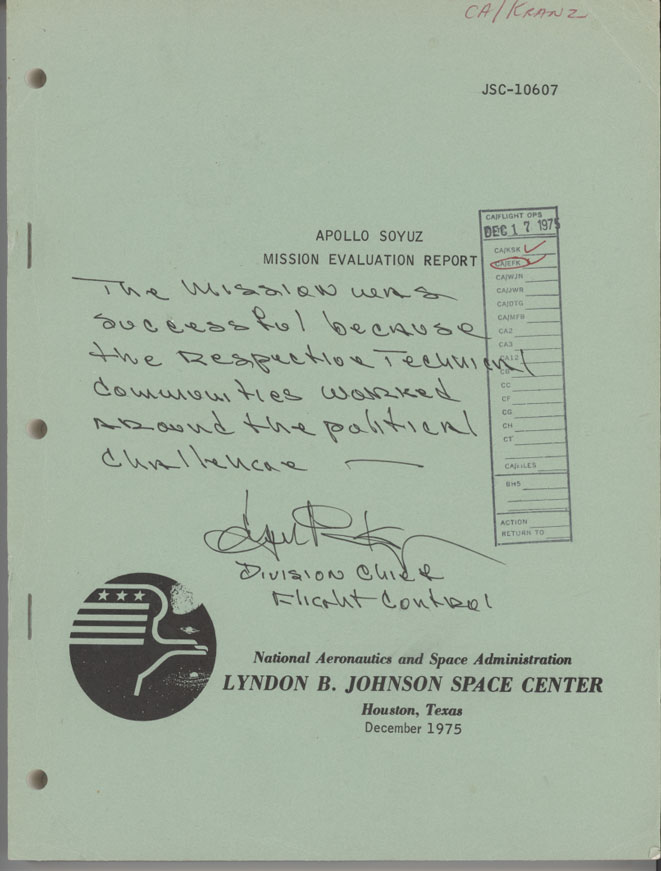 CA/KRANZ
JSC-10607
APOLLO SOYUZ
MISSION EVALUATION REPORT
CA/FLIGHT OPS
DEC 17 1975
CA/KSK
CA/EFK
CA/WJN
CA/JWR
CA/DTG
CA/MFB
CA2
CA3
CA12
CB
CC
CF
CG
CH
CT
CA/FILES
BHS
ACTION
RETURN TO
The Mission was
successful because
the Respective Technical
Communities worked
around the political
Challenge —
Division Chief
Flight Control
National Aeronautics and Space Administration
LYNDON B. JOHNSON SPACE CENTER
Houston, Texas
December 1975